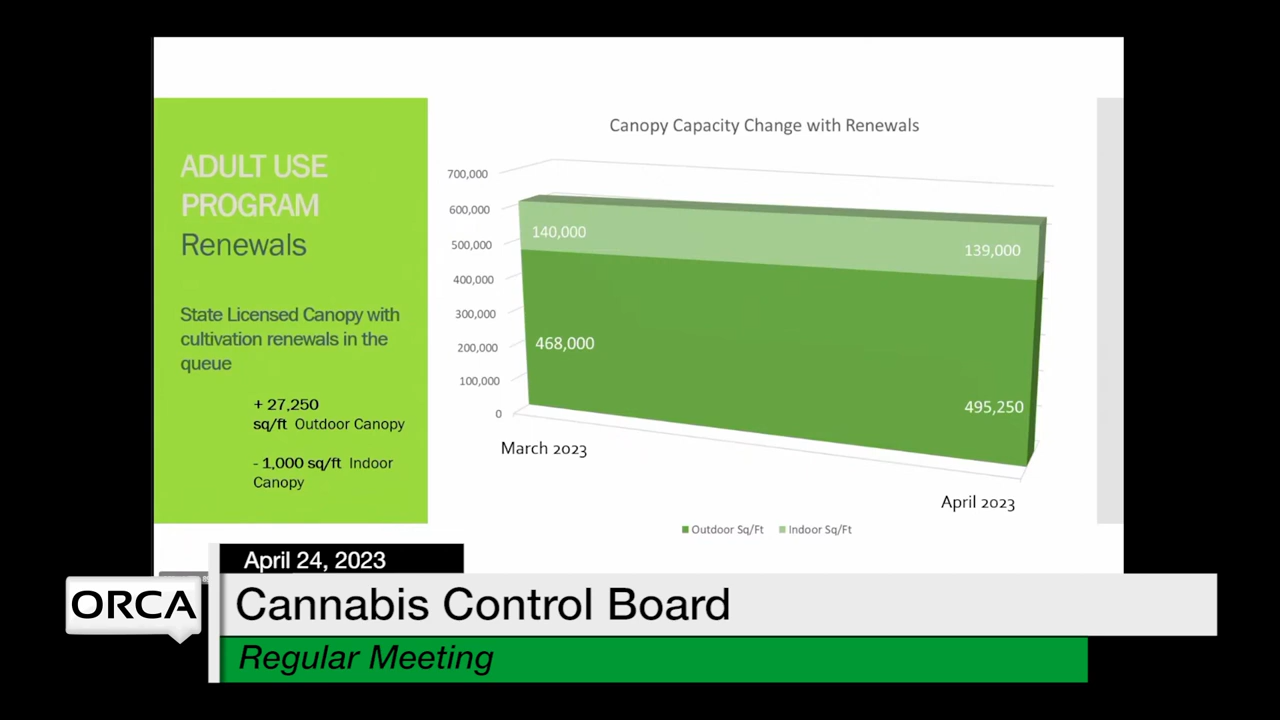 ADULT USE
PROGRAM
Renewals
State Licensed Canopy with
cultivation renewals in the
queue
+ 27,250
sq/ft Outdoor Canopy
- 1,000 sq/ft Indoor
Canopy
Canopy Capacity Change with Renewals
700,000
600,000
500,000
400,000
300,000
200,000
100,000
0
140,000
139,000
468,000
495,250
March 2023
April 2023
Outdoor Sq/Ft
Indoor Sq/Ft
April 24, 2023
ORCA
Cannabis Control Board
Regular Meeting